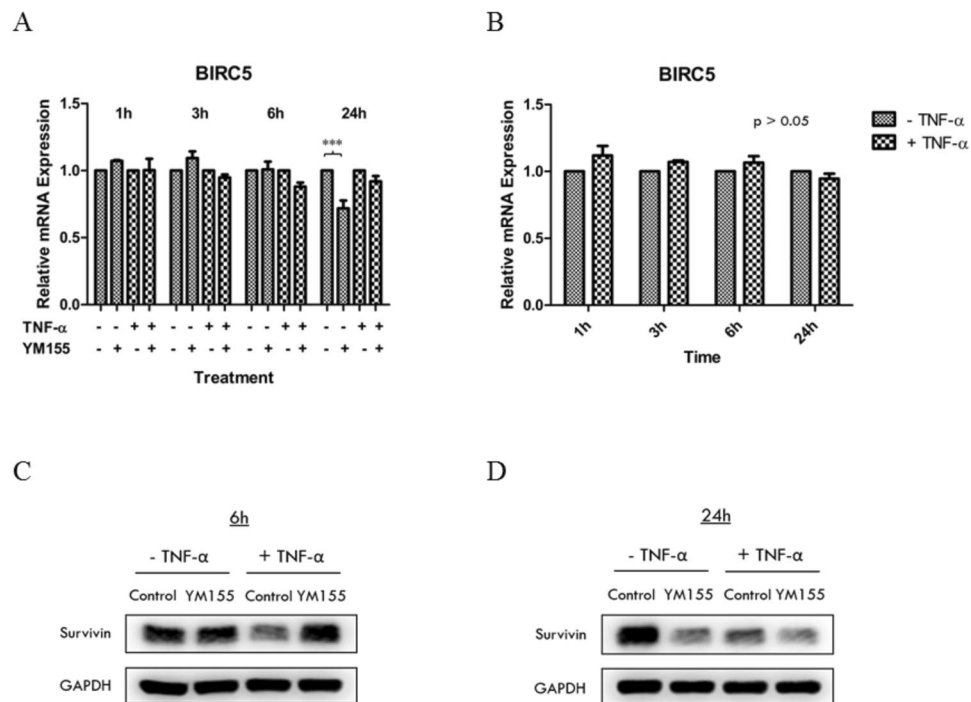 A
BIRC5
1h 3h 6h 24h
***
Relative mRNA Expression
1.5
1.0
0.5
0.0
TNF-α - - + + - - + + - - + + - - + +
YM155 - + - + - + - + - + - + - + - +
Treatment
B
BIRC5
p > 0.05
- TNF-α
+ TNF-α
Relative mRNA Expression
1.5
1.0
0.5
0.0
1h 3h 6h 24h
Time
C
6h
- TNF-α + TNF-α
Control YM155 Control YM155
Survivin
GAPDH
D
24h
- TNF-α + TNF-α
Control YM155 Control YM155
Survivin
GAPDH